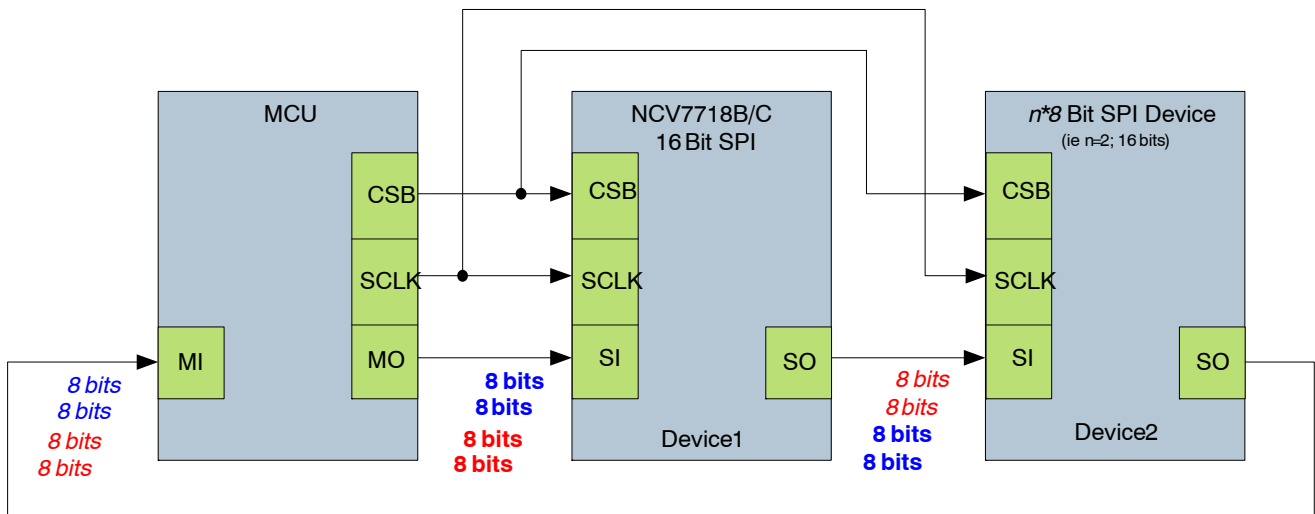 MCU
CSB
SCLK
MO
MI
8 bits
8 bits
8 bits
8 bits
8 bits
8 bits
8 bits
8 bits
NCV7718B/C
16 Bit SPI
CSB
SCLK
SI
SO
Device1
8 bits
8 bits
8 bits
8 bits
n*8 Bit SPI Device
(ie n=2; 16 bits)
CSB
SCLK
SI
SO
Device2